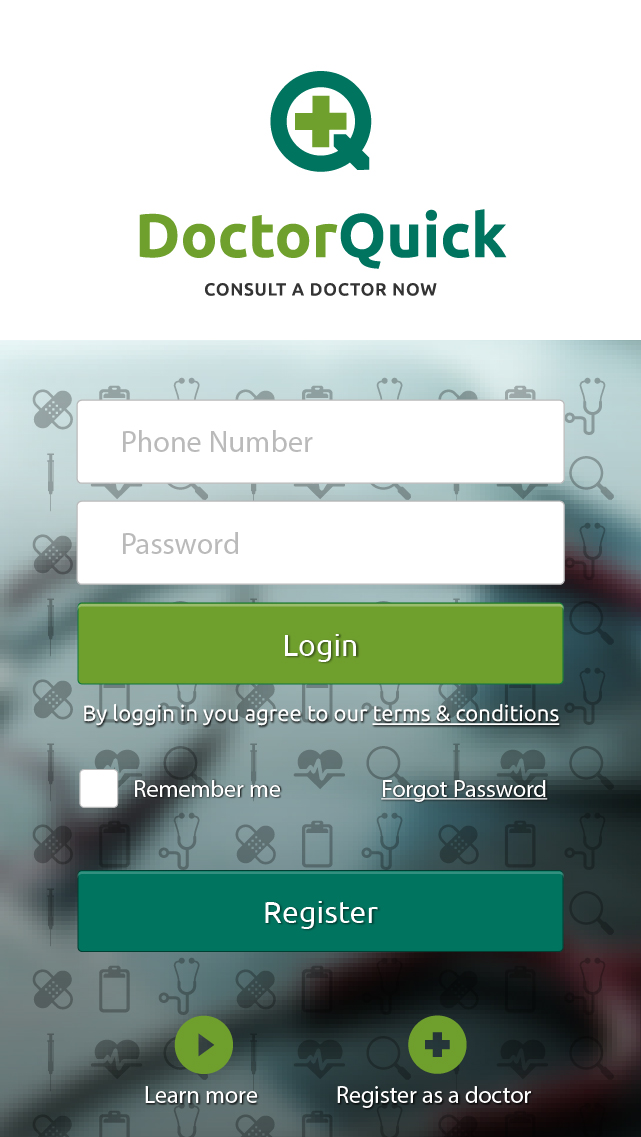 DoctorQuick
CONSULT A DOCTOR NOW
Phone Number
Password
Login
By loggin in you agree to our terms & conditions
Remember me
Forgot Password
Register
Learn more
Register as a doctor